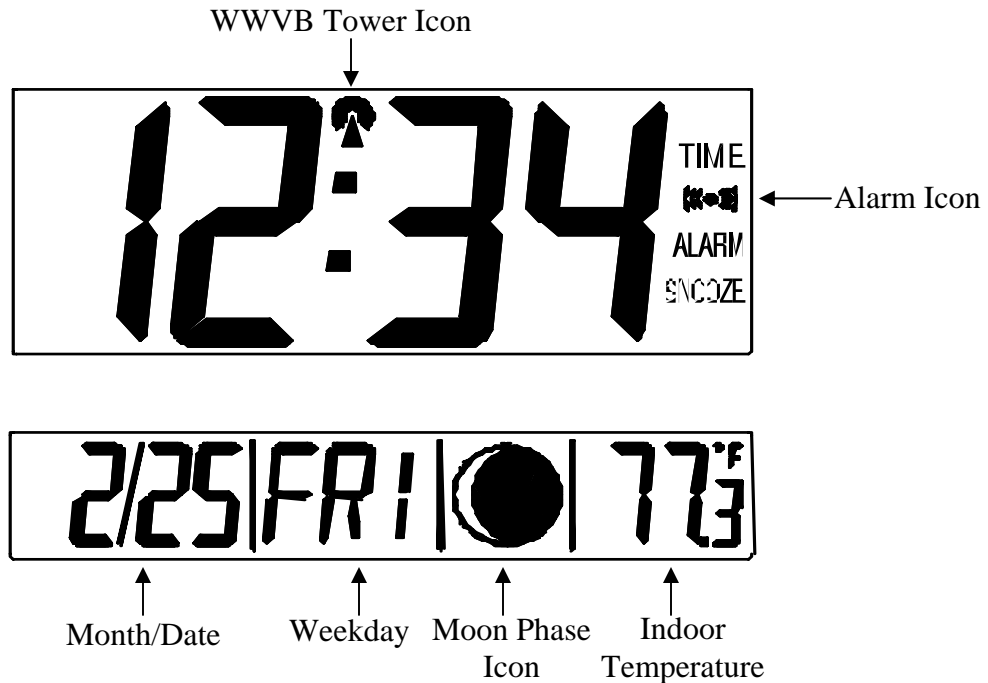 WWVB Tower Icon
12:34
TIME
Alarm Icon
ALARM
SNOOZE
2/25 FRI 77.3 °F
Month/Date Weekday Moon Phase Icon Indoor Temperature